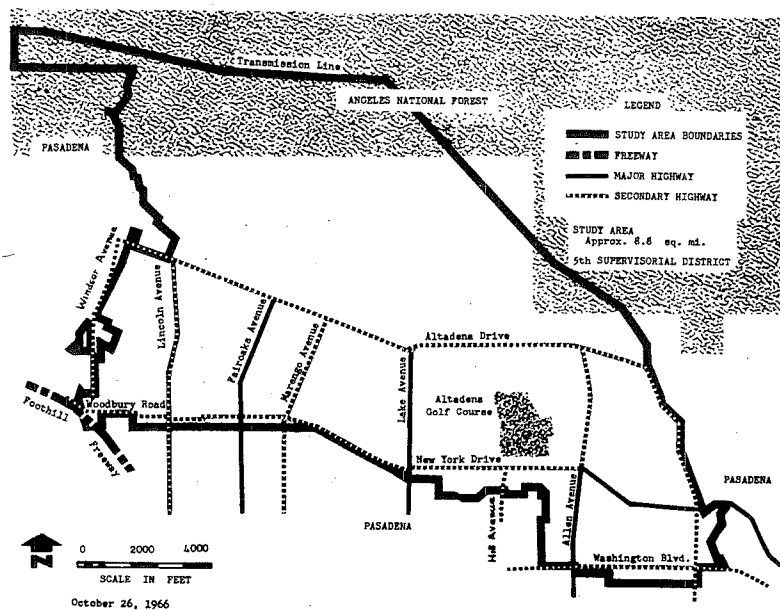 Transmission Line
ANGELES NATIONAL FOREST
PASADENA
LEGEND
STUDY AREA BOUNDARIES
FREEWAY
MAJOR HIGHWAY
SECONDARY HIGHWAY
STUDY AREA
Approx. 8.8 sq. mi.
5th SUPERVISORIAL DISTRICT
Windsor Avenue
Lincoln Avenue
Fairoaks Avenue
Marango Avenue
Lake Avenue
Altadena Drive
Altadena
Golf Course
Woodbury Road
Foothill
Freeway
New York Drive
Hill Avenue
Allen Avenue
PASADENA
PASADENA
Washington Blvd.
N
0 2000 4000
SCALE IN FEET
October 26, 1966